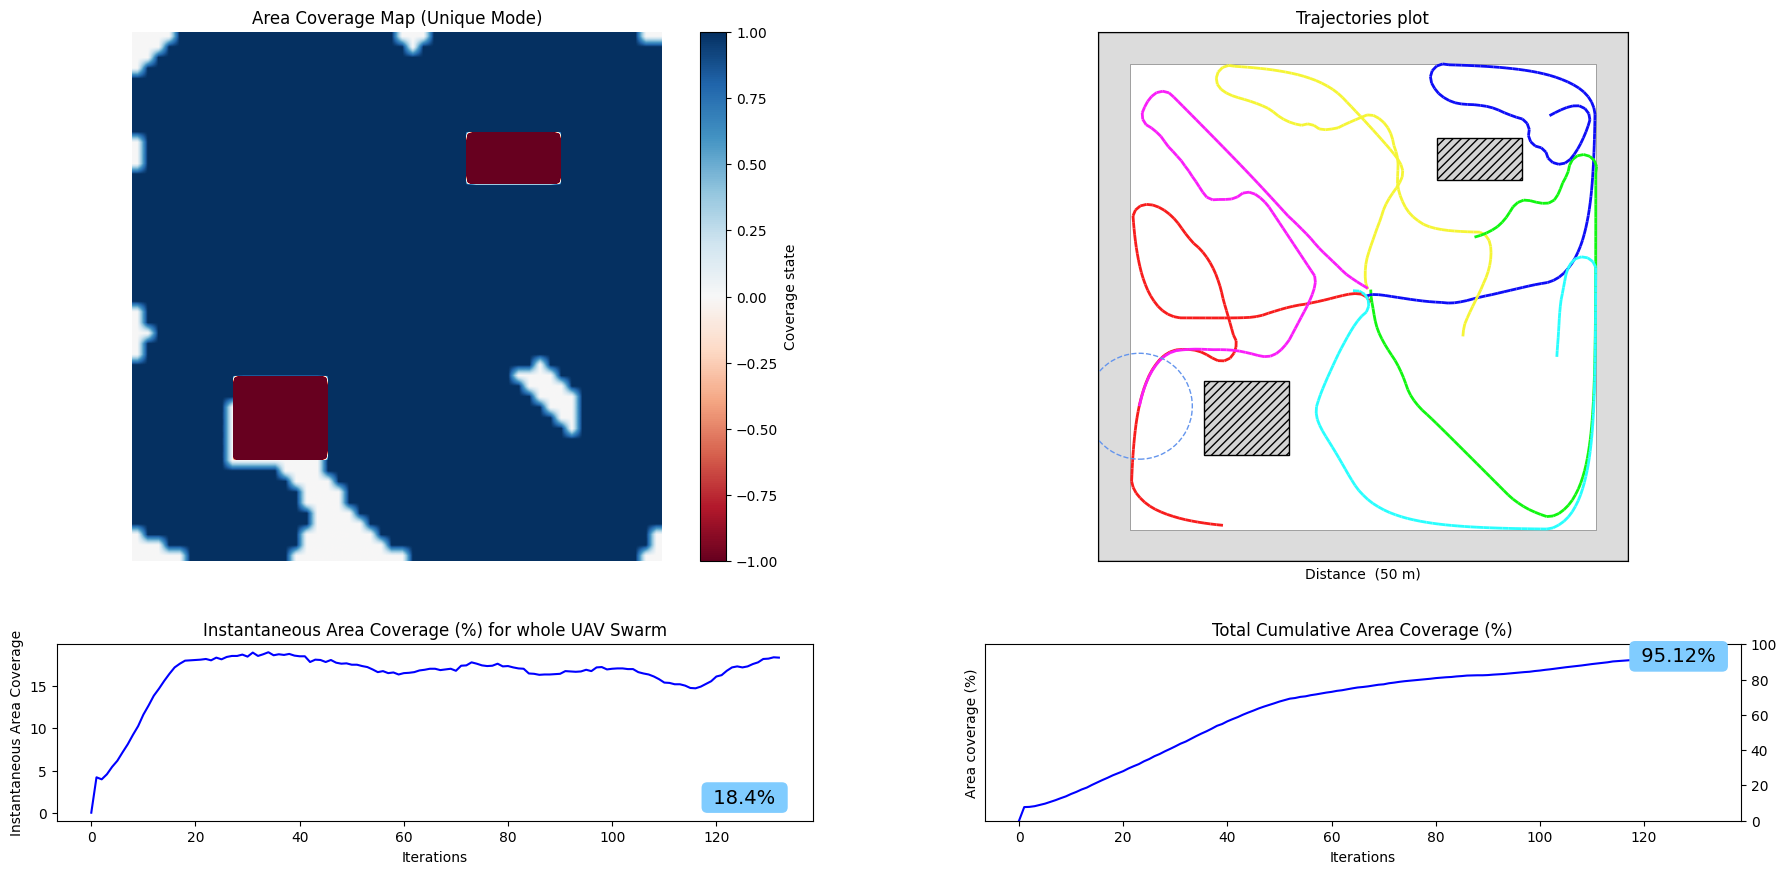 Area Coverage Map (Unique Mode)
1.00
0.75
0.50
0.25
0.00
−0.25
−0.50
−0.75
−1.00
Coverage state
Trajectories plot
Distance  (50 m)
Instantaneous Area Coverage (%) for whole UAV Swarm
Instantaneous Area Coverage
15
10
5
0
18.4%
0 20 40 60 80 100 120
Iterations
Total Cumulative Area Coverage (%)
Area coverage (%)
95.12%
100
80
60
40
20
0
0 20 40 60 80 100 120
Iterations